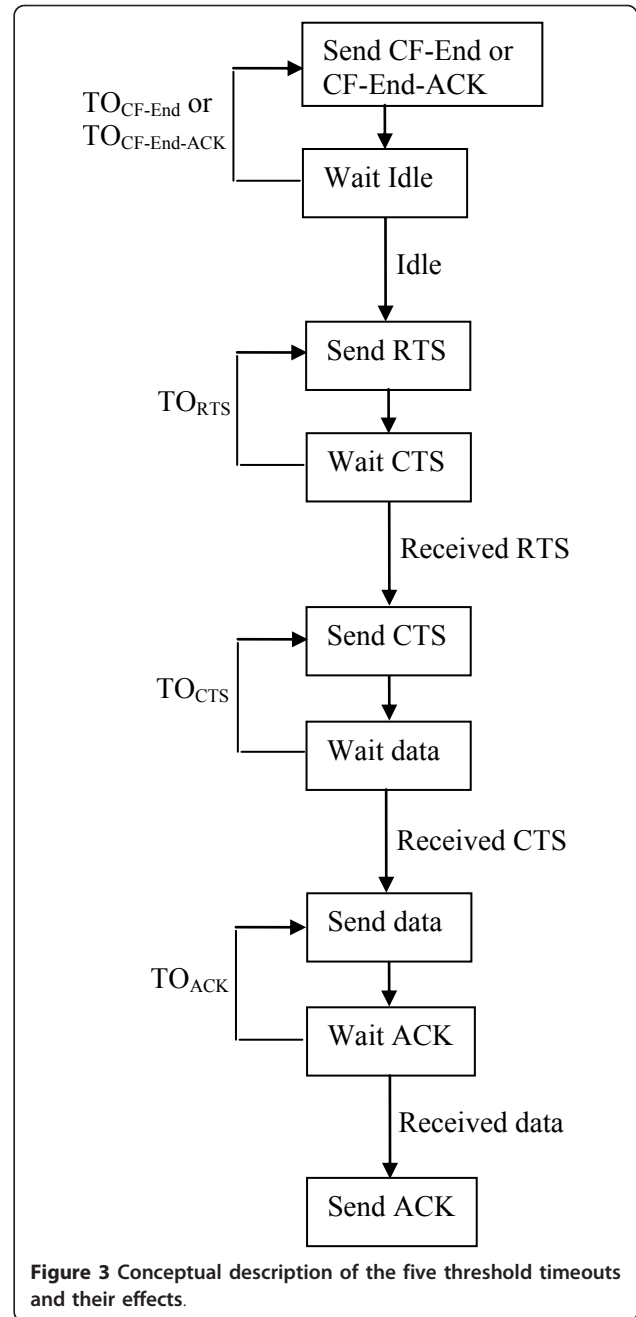 Send CF-End or
CF-End-ACK
TOCF-End or
TOCF-End-ACK
Wait Idle
Idle
Send RTS
TORTS
Wait CTS
Received RTS
Send CTS
TOCTS
Wait data
Received CTS
Send data
TOACK
Wait ACK
Received data
Send ACK
Figure 3 Conceptual description of the five threshold timeouts
and their effects.